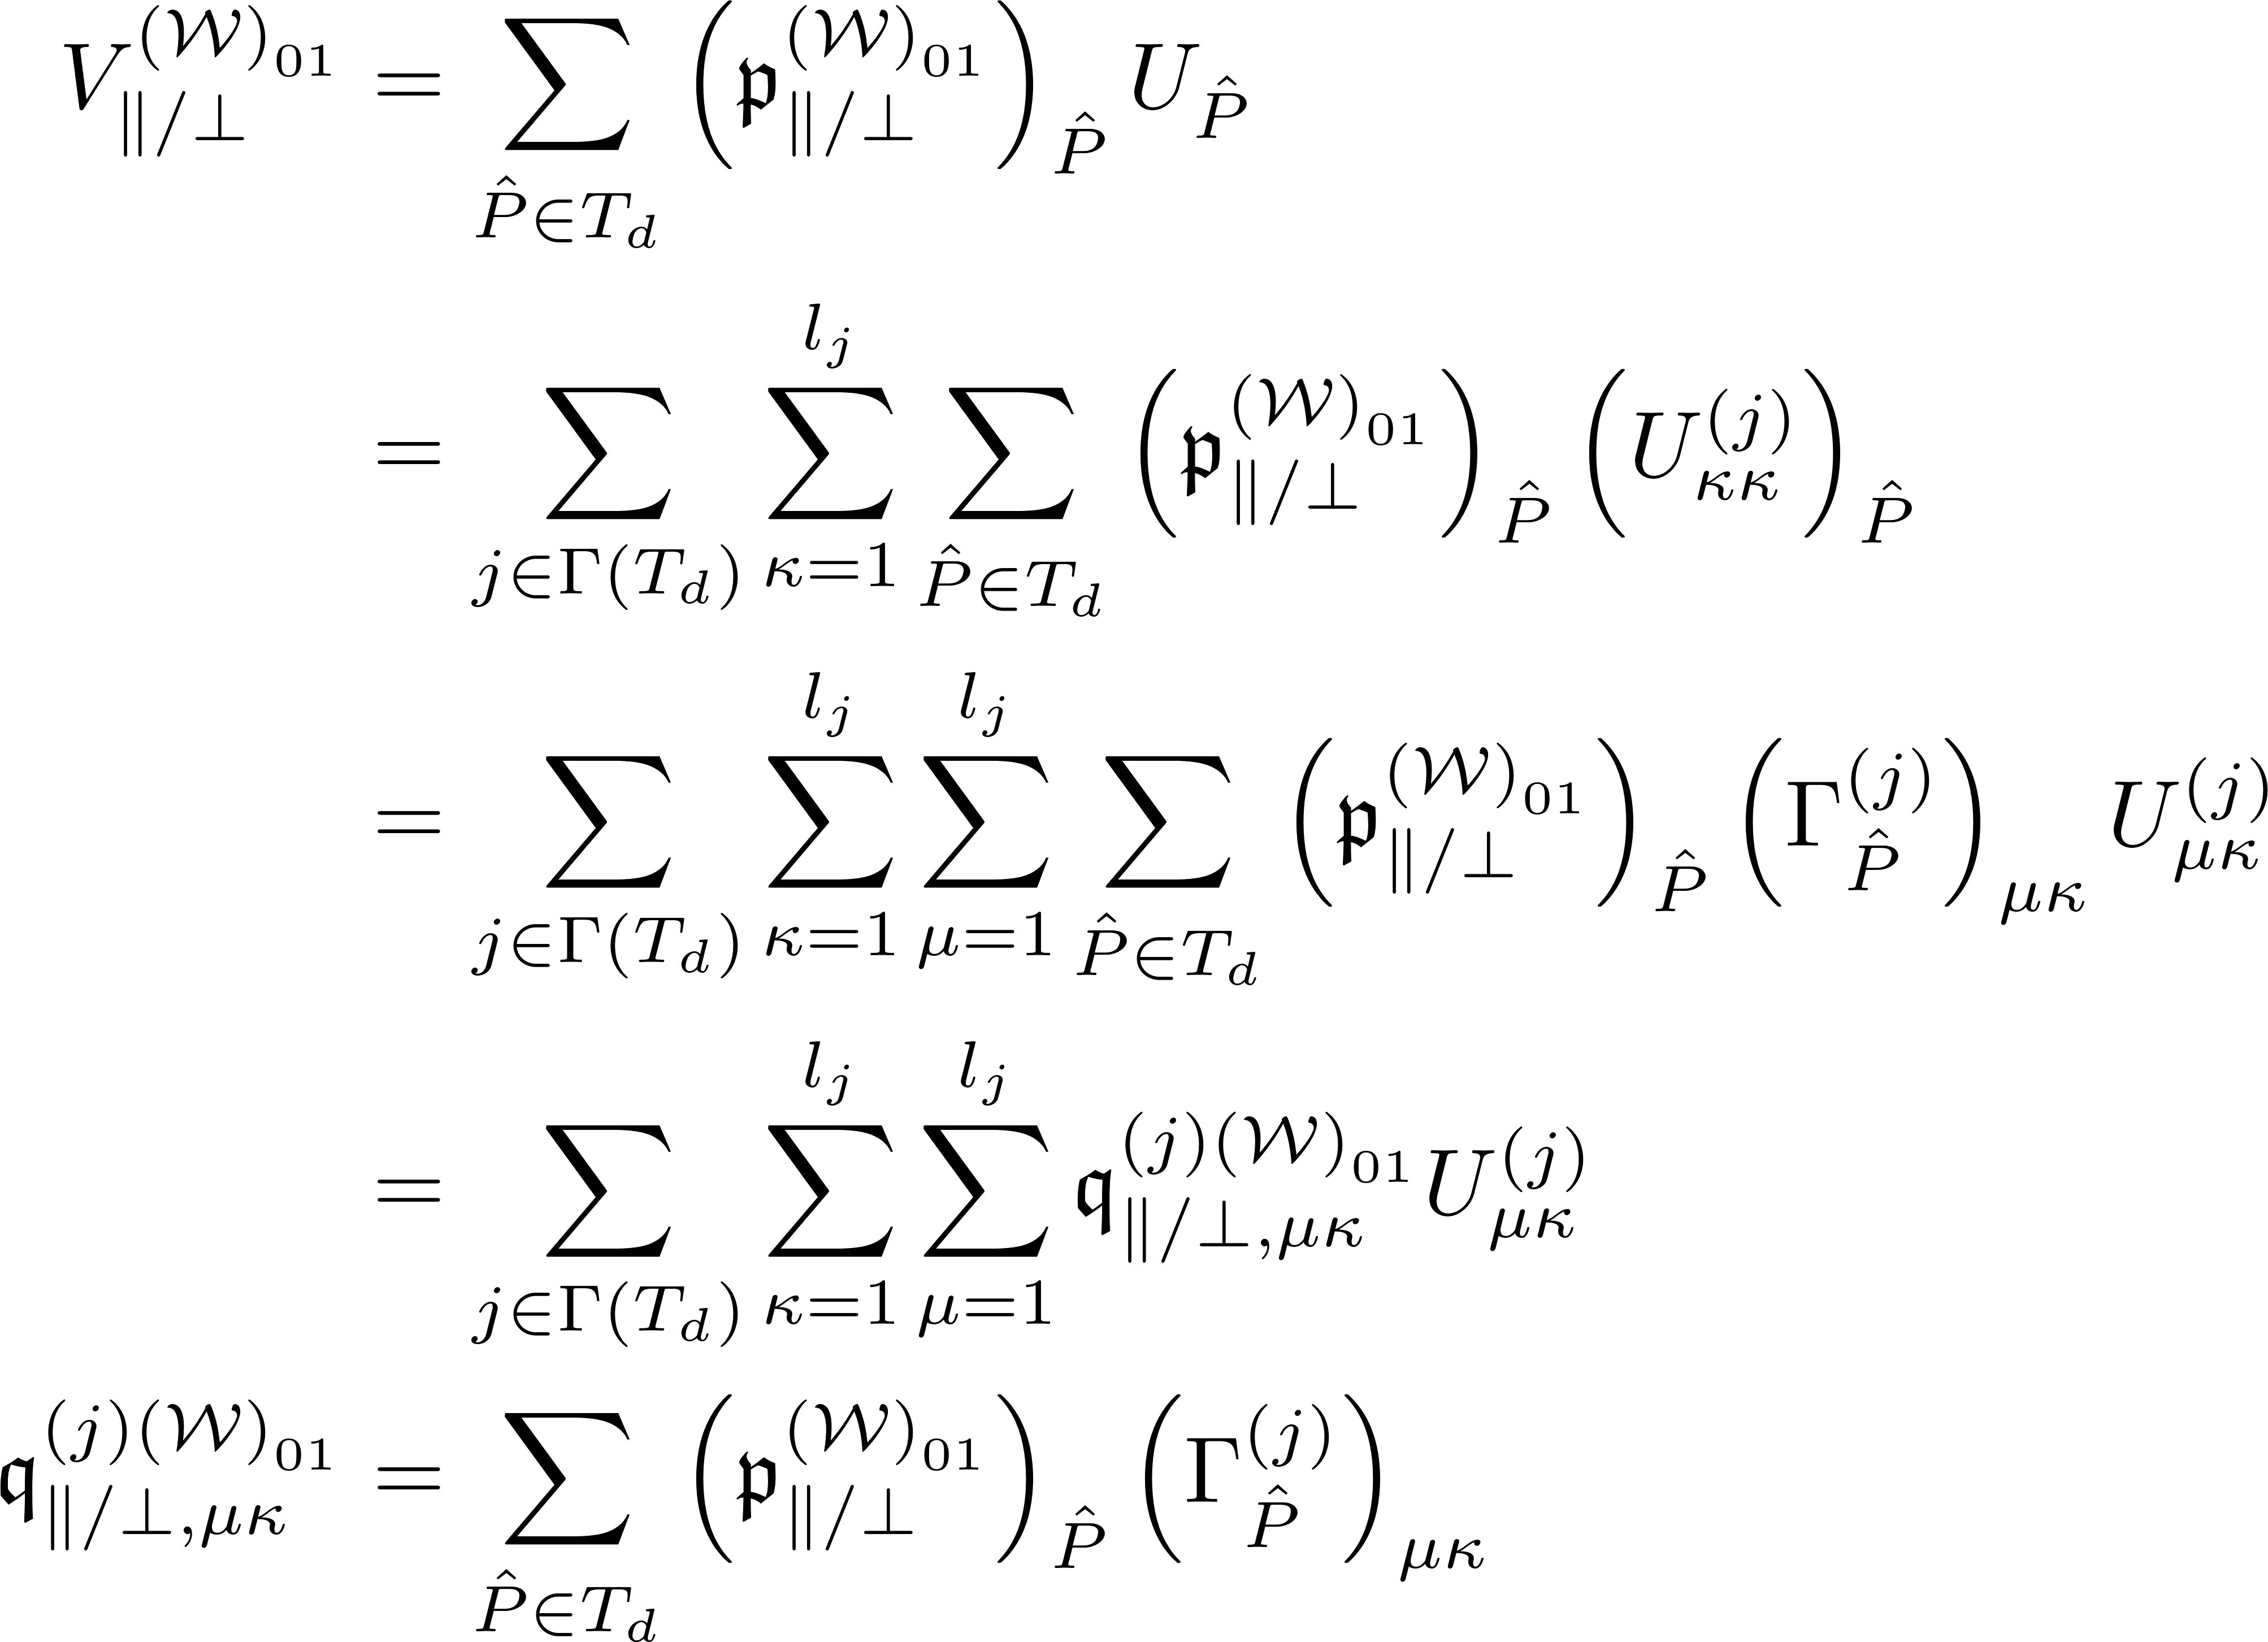 $V_{\parallel/\perp}^{(\mathcal{W})_{01}} = \sum_{\hat{P} \in T_d} \left( \mathfrak{p}_{\parallel/\perp}^{(\mathcal{W})_{01}} \right)_{\hat{P}} U_{\hat{P}}$
$= \sum_{j \in \Gamma(T_d)} \sum_{\kappa=1}^{l_j} \sum_{\hat{P} \in T_d} \left( \mathfrak{p}_{\parallel/\perp}^{(\mathcal{W})_{01}} \right)_{\hat{P}} \left( U_{\kappa\kappa}^{(j)} \right)_{\hat{P}}$
$= \sum_{j \in \Gamma(T_d)} \sum_{\kappa=1}^{l_j} \sum_{\mu=1}^{l_j} \sum_{\hat{P} \in T_d} \left( \mathfrak{p}_{\parallel/\perp}^{(\mathcal{W})_{01}} \right)_{\hat{P}} \left( \Gamma_{\hat{P}}^{(j)} \right)_{\mu\kappa} U_{\mu\kappa}^{(j)}$
$= \sum_{j \in \Gamma(T_d)} \sum_{\kappa=1}^{l_j} \sum_{\mu=1}^{l_j} \mathfrak{q}_{\parallel/\perp,\mu\kappa}^{(j)(\mathcal{W})_{01}} U_{\mu\kappa}^{(j)}$
$\mathfrak{q}_{\parallel/\perp,\mu\kappa}^{(j)(\mathcal{W})_{01}} = \sum_{\hat{P} \in T_d} \left( \mathfrak{p}_{\parallel/\perp}^{(\mathcal{W})_{01}} \right)_{\hat{P}} \left( \Gamma_{\hat{P}}^{(j)} \right)_{\mu\kappa}$